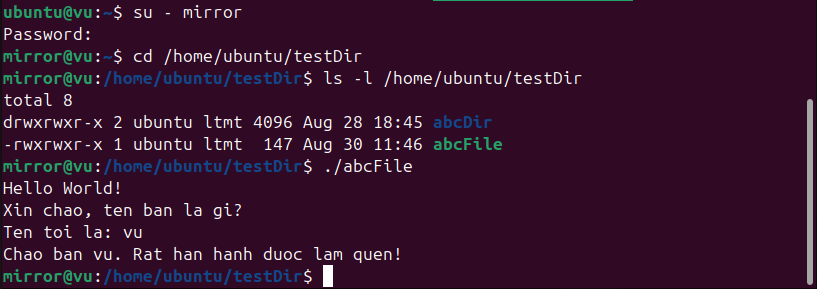 ubuntu@vu:~$ su - mirror
Password:
mirror@vu:~$ cd /home/ubuntu/testDir
mirror@vu:/home/ubuntu/testDir$ ls -l /home/ubuntu/testDir
total 8
drwxrwxr-x 2 ubuntu ltmt 4096 Aug 28 18:45 abcDir
-rwxrwxr-x 1 ubuntu ltmt  147 Aug 30 11:46 abcFile
mirror@vu:/home/ubuntu/testDir$ ./abcFile
Hello World!
Xin chao, ten ban la gi?
Ten toi la: vu
Chao ban vu. Rat han hanh duoc lam quen!
mirror@vu:/home/ubuntu/testDir$